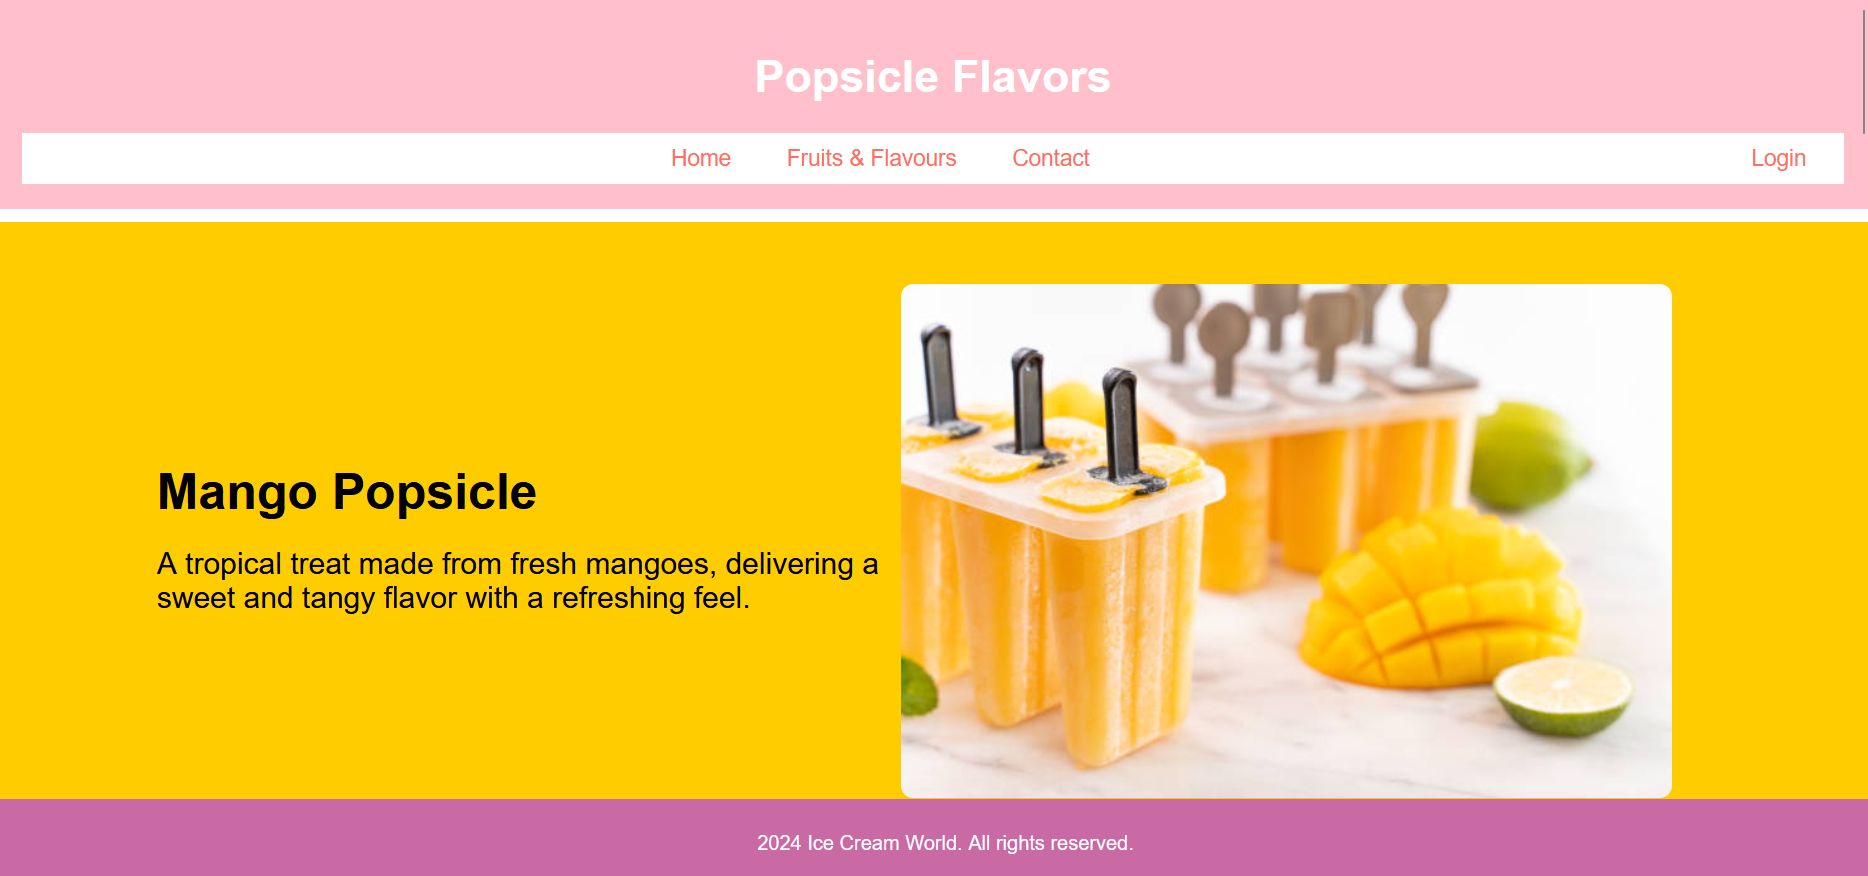 Popsicle Flavors
Home Fruits & Flavours Contact Login
Mango Popsicle
A tropical treat made from fresh mangoes, delivering a
sweet and tangy flavor with a refreshing feel.
2024 Ice Cream World. All rights reserved.